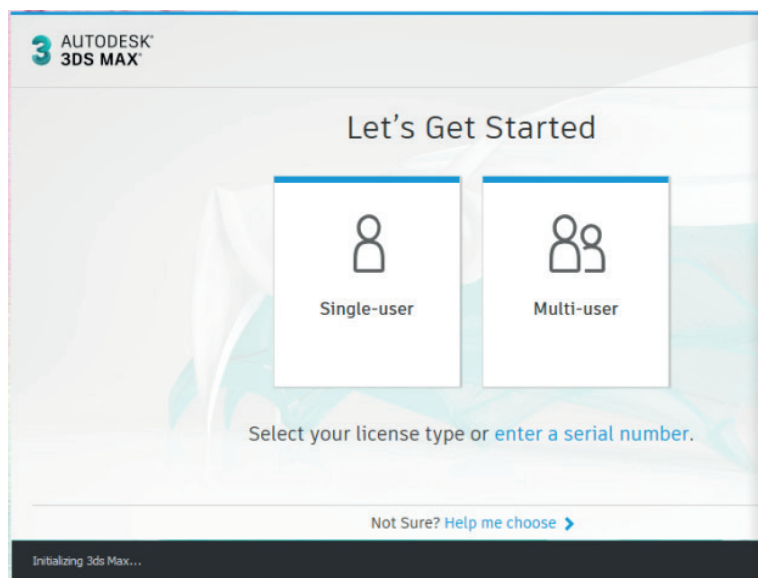 3 AUTODESK®
3DS MAX®
Let's Get Started
Single-user
Multi-user
Select your license type or enter a serial number.
Not Sure? Help me choose
Initializing 3ds Max...